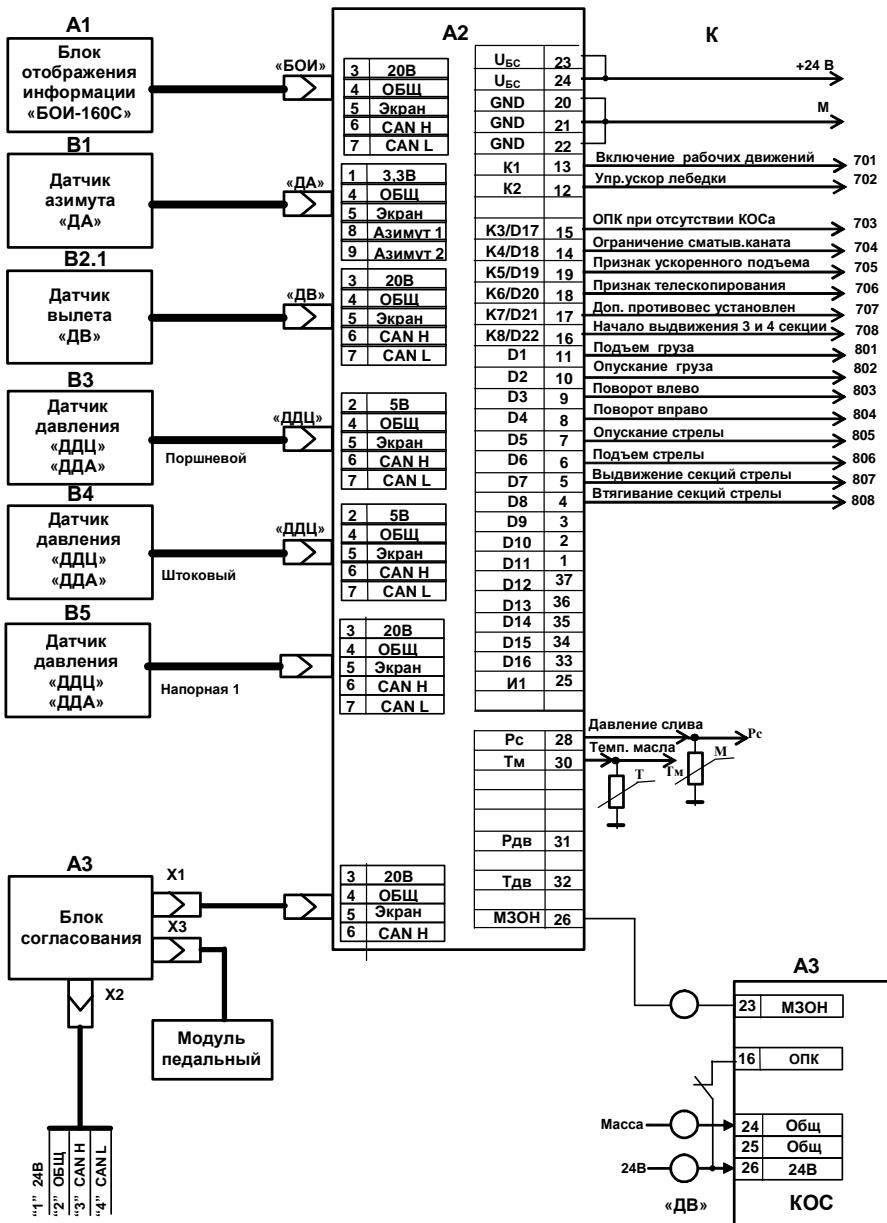 А1
Блок
отображения
информации
«БОИ-160С»
«БОИ»
В1
Датчик
азимута
«ДА»
«ДА»
В2.1
Датчик
вылета
«ДВ»
«ДВ»
В3
Датчик
давления
«ДДЦ»
«ДДА»
Поршневой
«ДДЦ»
В4
Датчик
давления
«ДДЦ»
«ДДА»
Штоковый
«ДДЦ»
В5
Датчик
давления
«ДДЦ»
«ДДА»
Напорная 1
А2
3 20В
4 ОБЩ
5 Экран
6 CAN H
7 CAN L
1 3,3В
4 ОБЩ
5 Экран
8 Азимут 1
9 Азимут 2
3 20В
4 ОБЩ
5 Экран
6 CAN H
7 CAN L
2 5В
4 ОБЩ
5 Экран
6 CAN H
7 CAN L
2 5В
4 ОБЩ
5 Экран
6 CAN H
7 CAN L
3 20В
4 ОБЩ
5 Экран
6 CAN H
7 CAN L
3 20В
4 ОБЩ
5 Экран
6 CAN H
К
UБС 23
UБС 24
+24 В
GND 20
GND 21
GND 22
М
К1 13 Включение рабочих движений 701
К2 12 Упр.ускор лебедки 702
К3/D17 15 ОПК при отсутствии КОСа 703
К4/D18 14 Ограничение сматыв.каната 704
К5/D19 19 Признак ускоренного подъема 705
К6/D20 18 Признак телескопирования 706
К7/D21 17 Доп. противовес установлен 707
К8/D22 16 Начало выдвижения 3 и 4 секции 708
D1 11 Подъем груза 801
D2 10 Опускание груза 802
D3 9 Поворот влево 803
D4 8 Поворот вправо 804
D5 7 Опускание стрелы 805
D6 6 Подъем стрелы 806
D7 5 Выдвижение секций стрелы 807
D8 4 Втягивание секций стрелы 808
D9 3
D10 2
D11 1
D12 37
D13 36
D14 35
D15 34
D16 33
И1 25
Рс 28 Давление слива Рс
М
Тм 30 Темп. масла Тм
Т
Рдв 31
Тдв 32
МЗОН 26
А3
Блок
согласования
Х1
Х3
Х2
Модуль
педальный
"1" 24В
"2" ОБЩ
"3" CAN H
"4" CAN L
А3
23 МЗОН
16 ОПК
Масса
24 Общ
25 Общ
24В
26 24В
«ДВ»
КОС